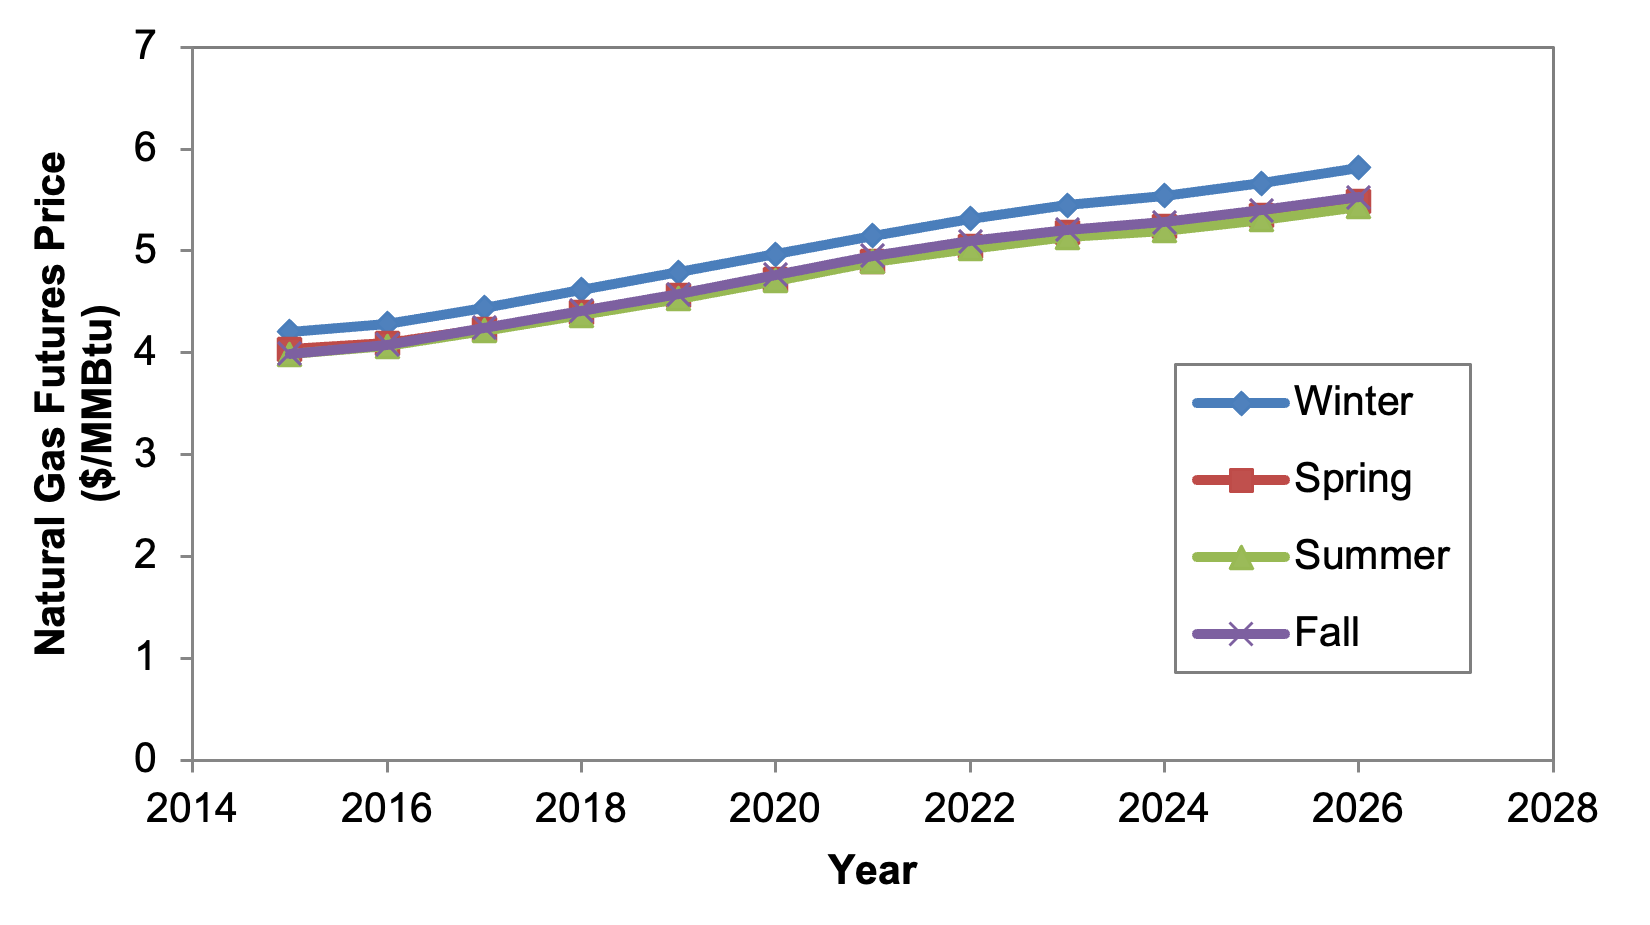 Natural Gas Futures Price
($/MMBtu)
7
6
5
4
3
2
1
0
2014 2016 2018 2020 2022 2024 2026 2028
Year
Winter
Spring
Summer
Fall